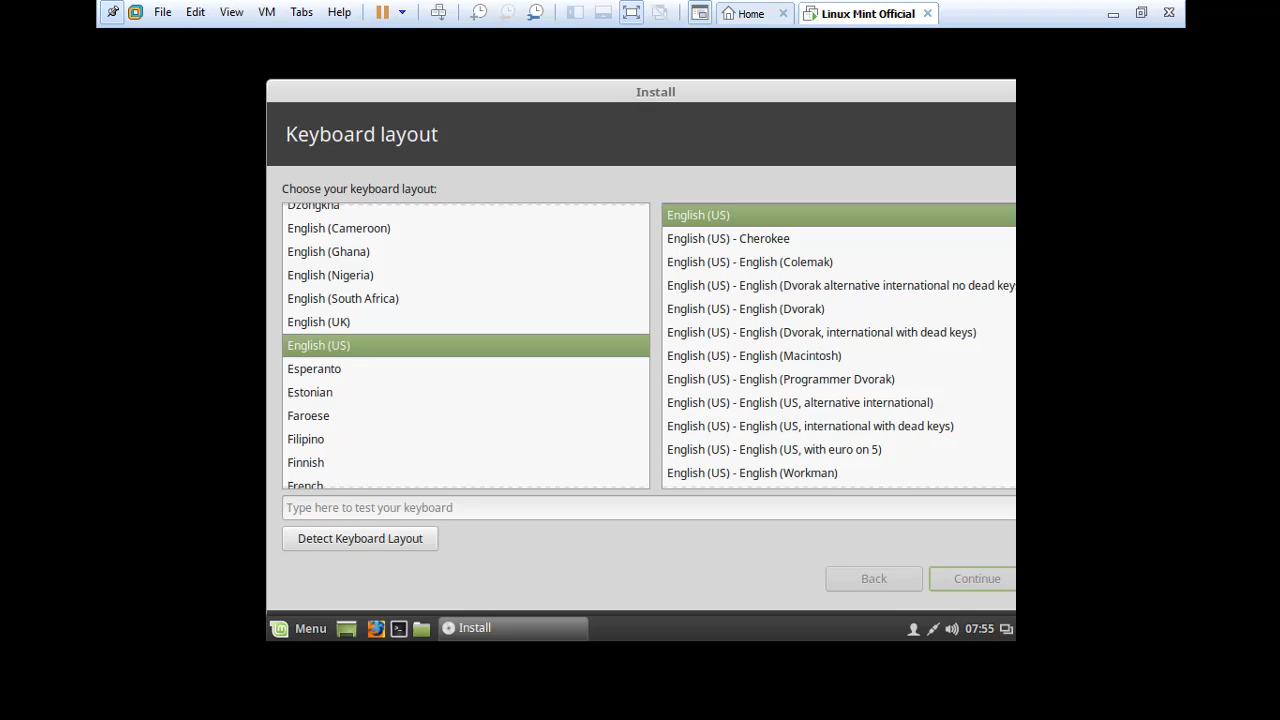 File Edit View VM Tabs Help Home Linux Mint Official
Install
Keyboard layout
Choose your keyboard layout:
Dzongkha
English (Cameroon)
English (Ghana)
English (Nigeria)
English (South Africa)
English (UK)
English (US)
Esperanto
Estonian
Faroese
Filipino
Finnish
French
English (US)
English (US) - Cherokee
English (US) - English (Colemak)
English (US) - English (Dvorak alternative international no dead key
English (US) - English (Dvorak)
English (US) - English (Dvorak, international with dead keys)
English (US) - English (Macintosh)
English (US) - English (Programmer Dvorak)
English (US) - English (US, alternative international)
English (US) - English (US, international with dead keys)
English (US) - English (US, with euro on 5)
English (US) - English (Workman)
Type here to test your keyboard
Detect Keyboard Layout
Back Continue
Menu Install 07:55